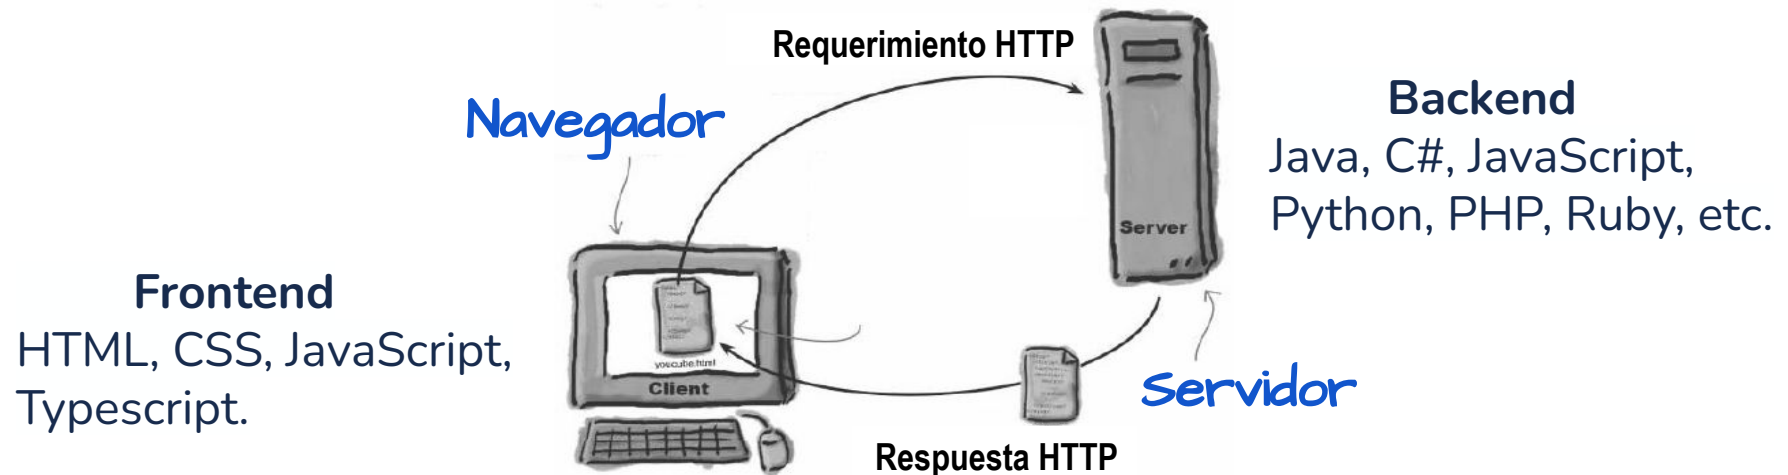 Requerimiento HTTP
Navegador
Backend
Java, C#, JavaScript,
Python, PHP, Ruby, etc.
Server
Frontend
HTML, CSS, JavaScript,
Typescript.
youcube.html
Client
Servidor
Respuesta HTTP